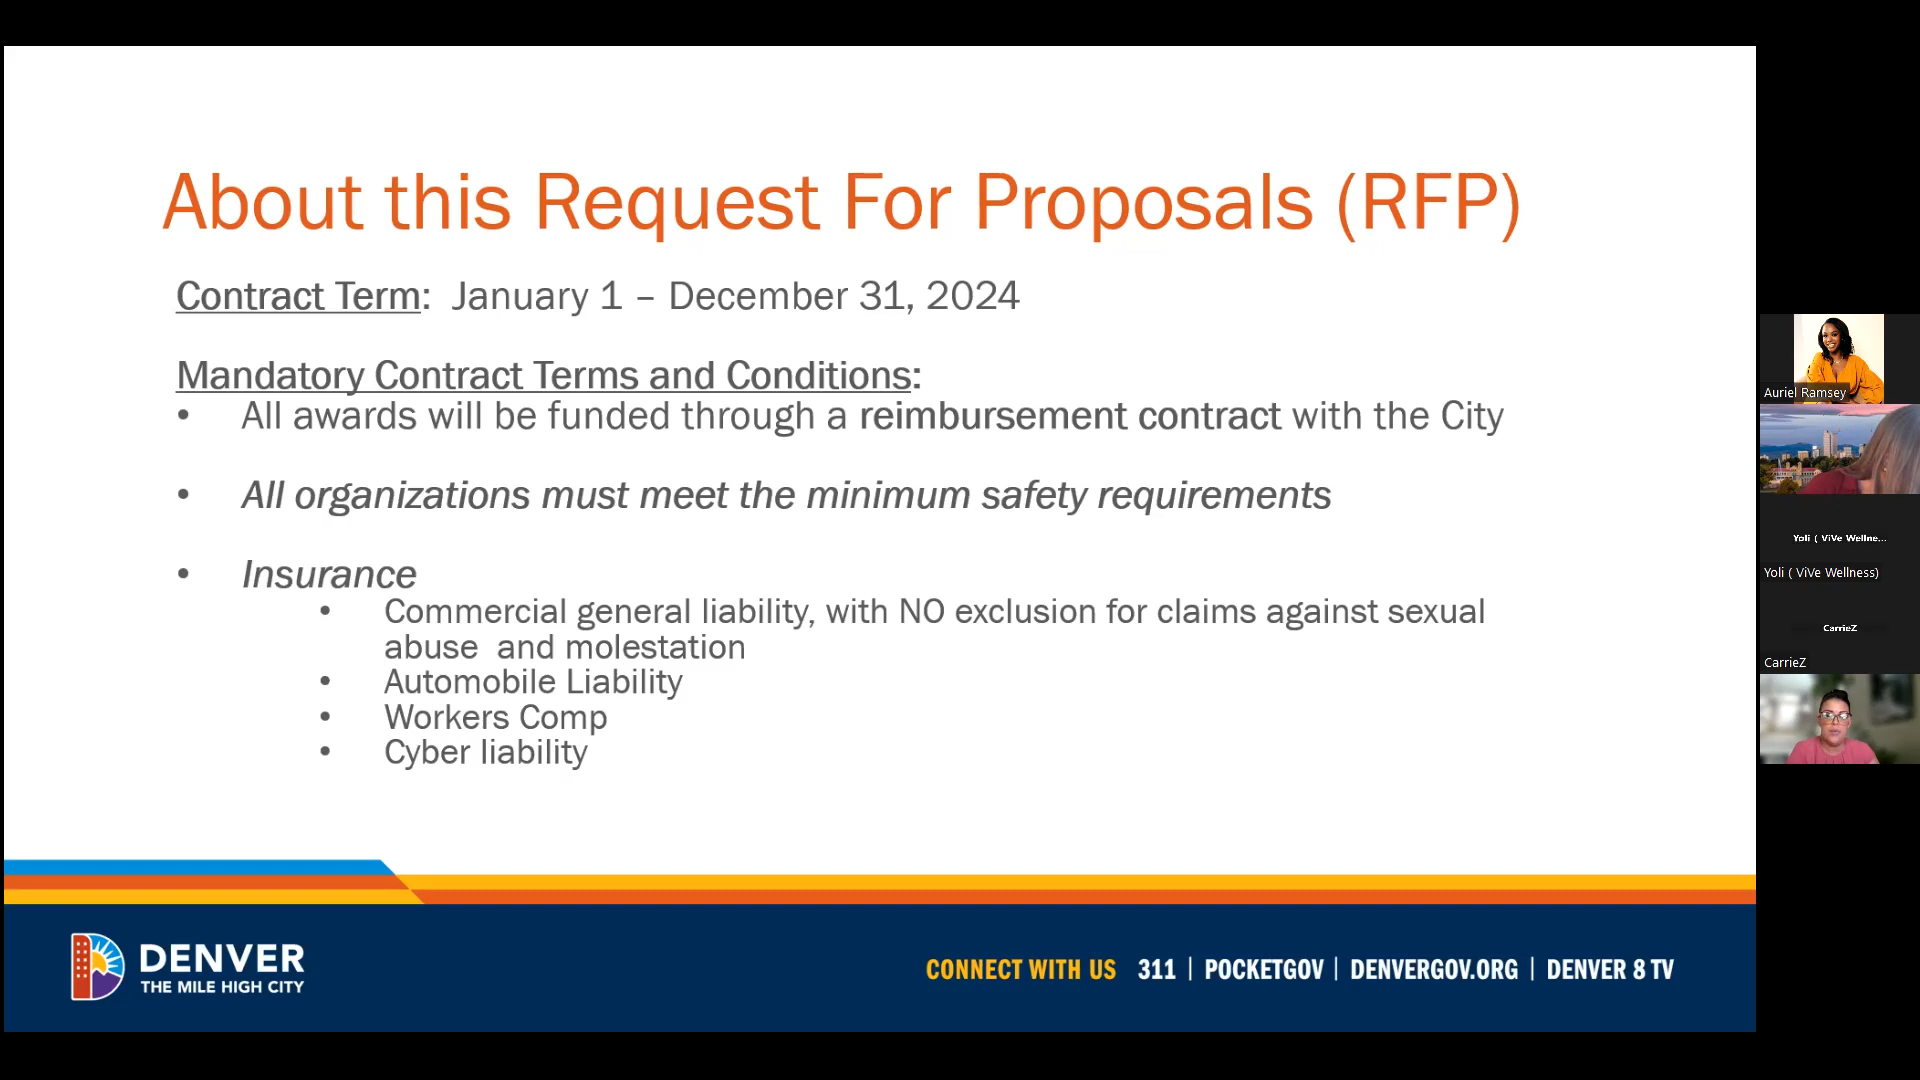 About this Request For Proposals (RFP)
Contract Term: January 1 – December 31, 2024
Mandatory Contract Terms and Conditions:
• All awards will be funded through a reimbursement contract with the City
• All organizations must meet the minimum safety requirements
• Insurance
• Commercial general liability, with NO exclusion for claims against sexual
abuse and molestation
• Automobile Liability
• Workers Comp
• Cyber liability
DENVER
THE MILE HIGH CITY
CONNECT WITH US 311 | POCKETGOV | DENVERGOV.ORG | DENVER 8 TV
Auriel Ramsey
Yoli ( ViVe Wellne...
Yoli ( ViVe Wellness)
CarrieZ
CarrieZ